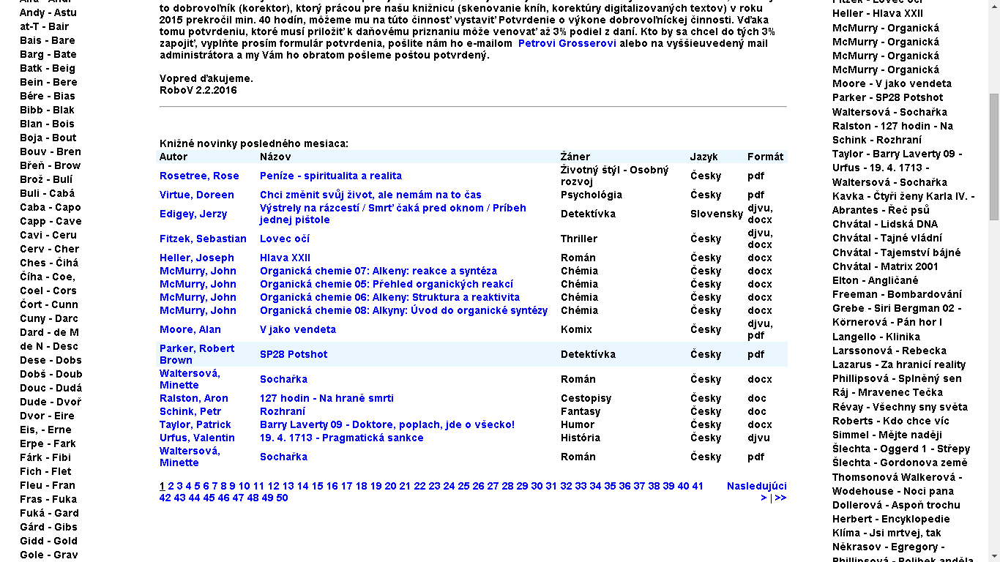 Andy - Astu
at-T - Bair
Bais - Bare
Barg - Bate
Batk - Beig
Bein - Bere
Bére - Bias
Bibb - Blak
Blan - Bois
Boja - Bout
Bouv - Bren
Břeň - Brow
Brož - Bulí
Buli - Cabá
Caba - Capo
Capp - Cave
Cavi - Ceru
Cerv - Cher
Ches - Čihá
Číha - Coe,
Coel - Cors
Čort - Cunn
Cuny - Darc
Dard - de M
de N - Desc
Dese - Dobs
Dobš - Doub
Douc - Dudá
Dude - Dvoř
Dvor - Eire
Eis, - Erne
Erpe - Fark
Fárk - Fibi
Fich - Flet
Fleu - Fran
Fras - Fuka
Fuká - Gard
Gárd - Gibs
Gidd - Gold
Gole - Grav
to dobrovoľník (korektor), ktorý prácou pre našu knižnicu (skenovanie kníh, korektúry digitalizovaných textov) v roku
2015 prekročil min. 40 hodín, môžeme mu na túto činnosť vystaviť Potvrdenie o výkone dobrovoľníckej činnosti. Vďaka
tomu potvrdeniu, ktoré musí priložiť k daňovému priznaniu môže venovať až 3% podiel z daní. Kto by sa chcel do tých 3%
zapojiť, vyplňte prosím formulár potvrdenia, pošlite nám ho e-mailom Petrovi Grosserovi alebo na vyššieuvedený mail
administrátora a my Vám ho obratom pošleme poštou potvrdený.
Vopred ďakujeme.
RoboV 2.2.2016
Knižné novinky posledného mesiaca:
Autor Názov Žáner Jazyk Formát
Rosetree, Rose Peníze - spiritualita a realita Životný štýl - Osobný rozvoj Česky pdf
Virtue, Doreen Chci změnit svůj život, ale nemám na to čas Psychológia Česky pdf
Edigey, Jerzy Výstrely na rázcestí / Smrť čaká pred oknom / Príbeh jednej pištole Detektívka Slovensky djvu, docx
Fitzek, Sebastian Lovec očí Thriller Česky djvu, docx
Heller, Joseph Hlava XXII Román Česky docx
McMurry, John Organická chemie 07: Alkeny: reakce a syntéza Chémia Česky docx
McMurry, John Organická chemie 05: Přehled organických reakcí Chémia Česky docx
McMurry, John Organická chemie 06: Alkeny: Struktura a reaktivita Chémia Česky docx
McMurry, John Organická chemie 08: Alkyny: Úvod do organické syntézy Chémia Česky docx
Moore, Alan V jako vendeta Komix Česky djvu, pdf
Parker, Robert Brown SP28 Potshot Detektívka Česky pdf
Waltersová, Minette Sochařka Román Česky docx
Ralston, Aron 127 hodin - Na hraně smrti Cestopisy Česky doc
Schink, Petr Rozhraní Fantasy Česky doc
Taylor, Patrick Barry Laverty 09 - Doktore, poplach, jde o všecko! Humor Česky docx
Urfus, Valentin 19. 4. 1713 - Pragmatická sankce História Česky djvu
Waltersová, Minette Sochařka Román Česky pdf
1 2 3 4 5 6 7 8 9 10 11 12 13 14 15 16 17 18 19 20 21 22 23 24 25 26 27 28 29 30 31 32 33 34 35 36 37 38 39 40 41 Nasledujúci
42 43 44 45 46 47 48 49 50 > | >>
Heller - Hlava XXII
McMurry - Organická
McMurry - Organická
McMurry - Organická
McMurry - Organická
Moore - V jako vendeta
Parker - SP28 Potshot
Waltersová - Sochařka
Ralston - 127 hodin - Na
Schink - Rozhraní
Taylor - Barry Laverty 09 -
Urfus - 19. 4. 1713 -
Waltersová - Sochařka
Kavka - Čtyři ženy Karla IV. -
Abrantes - Řeč psů
Chvátal - Lidská DNA
Chvátal - Tajné vládní
Chvátal - Tajemství bájné
Chvátal - Matrix 2001
Elton - Angličané
Freeman - Bombardování
Grebe - Siri Bergman 02 -
Körnerová - Pán hor I
Langello - Klinika
Larssonová - Rebecka
Lazarus - Za hranicí reality
Phillipsová - Splněný sen
Ráj - Mravenec Tečka
Révay - Všechny sny světa
Roberts - Kdo chce víc
Simmel - Mějte naději
Šlechta - Oggerd 1 - Střepy
Šlechta - Gordonova země
Thomsonová Walkerová -
Wodehouse - Noci pana
Dollerová - Aspoň trochu
Herbert - Encyklopedie
Klíma - Jsi mrtvej, tak
Někrasov - Egregory -
Phillipsová - Polibek anděla